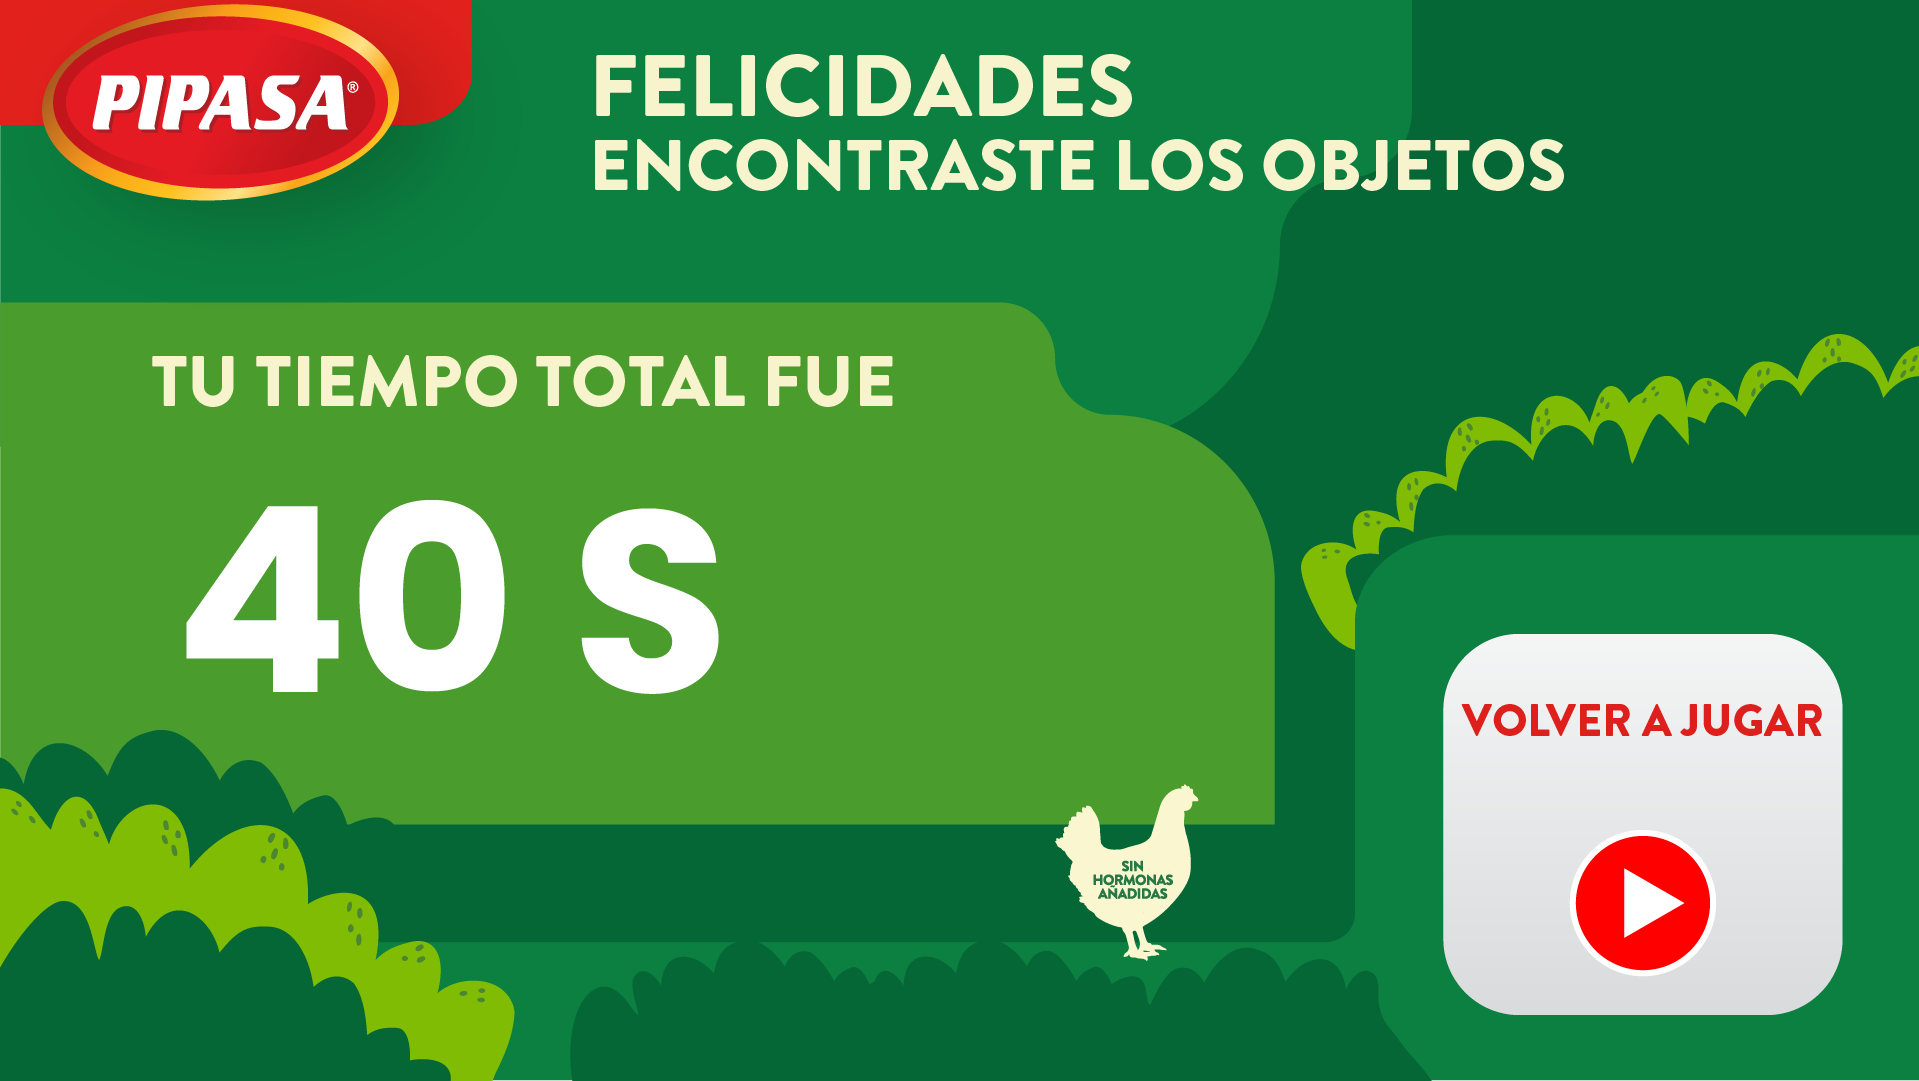 PIPASA®
FELICIDADES
ENCONTRASTE LOS OBJETOS
TU TIEMPO TOTAL FUE
40 S
VOLVER A JUGAR
SIN
HORMONAS
AÑADIDAS